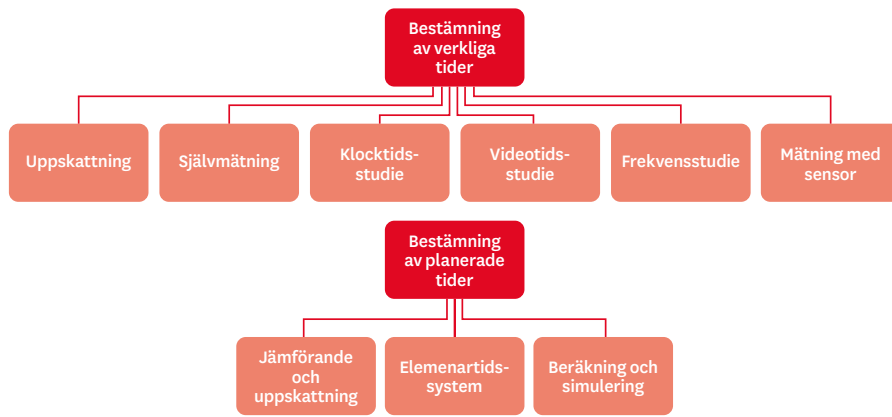 Bestämning
av verkliga
tider
Uppskattning
Självmätning
Klocktids-
studie
Videotids-
studie
Frekvensstudie
Mätning med
sensor
Bestämning
av planerade
tider
Jämförande
och
uppskattning
Elemenartids-
system
Beräkning och
simulering